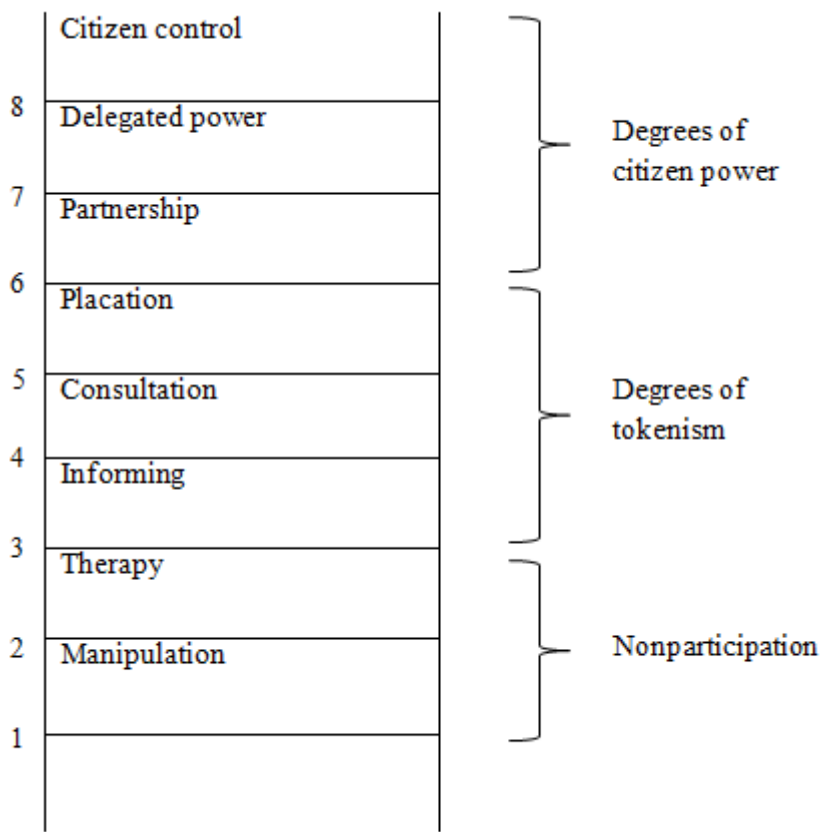 Citizen control
8
Delegated power
Degrees of
citizen power
7
Partnership
6
Placation
5
Consultation
Degrees of
tokenism
4
Informing
3
Therapy
2
Manipulation
Nonparticipation
1